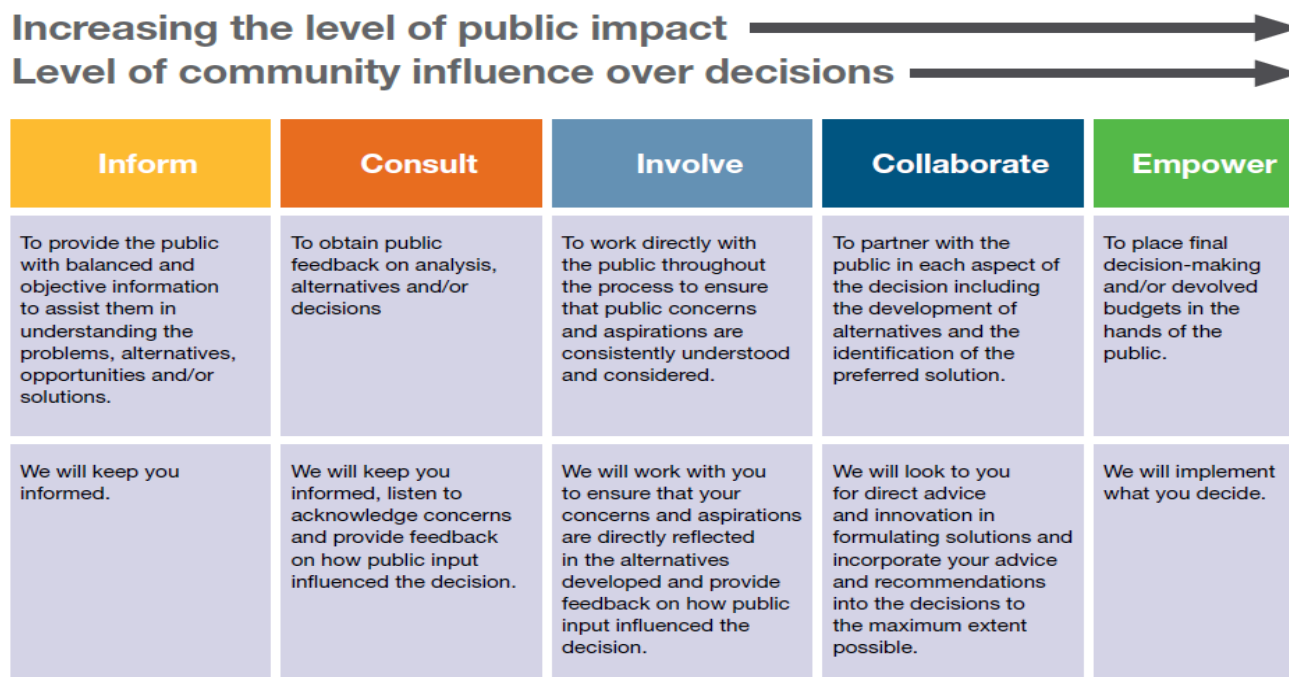 Increasing the level of public impact
Level of community influence over decisions
Inform
Consult
Involve
Collaborate
Empower
To provide the public
with balanced and
objective information
to assist them in
understanding the
problems, alternatives,
opportunities and/or
solutions.
To obtain public
feedback on analysis,
alternatives and/or
decisions
To work directly with
the public throughout
the process to ensure
that public concerns
and aspirations are
consistently understood
and considered.
To partner with the
public in each aspect of
the decision including
the development of
alternatives and the
identification of the
preferred solution.
To place final
decision-making
and/or devolved
budgets in the
hands of the
public.
We will keep you
informed.
We will keep you
informed, listen to
acknowledge concerns
and provide feedback
on how public input
influenced the decision.
We will work with you
to ensure that your
concerns and aspirations
are directly reflected
in the alternatives
developed and provide
feedback on how public
input influenced the
decision.
We will look to you
for direct advice
and innovation in
formulating solutions and
incorporate your advice
and recommendations
into the decisions to
the maximum extent
possible.
We will implement
what you decide.